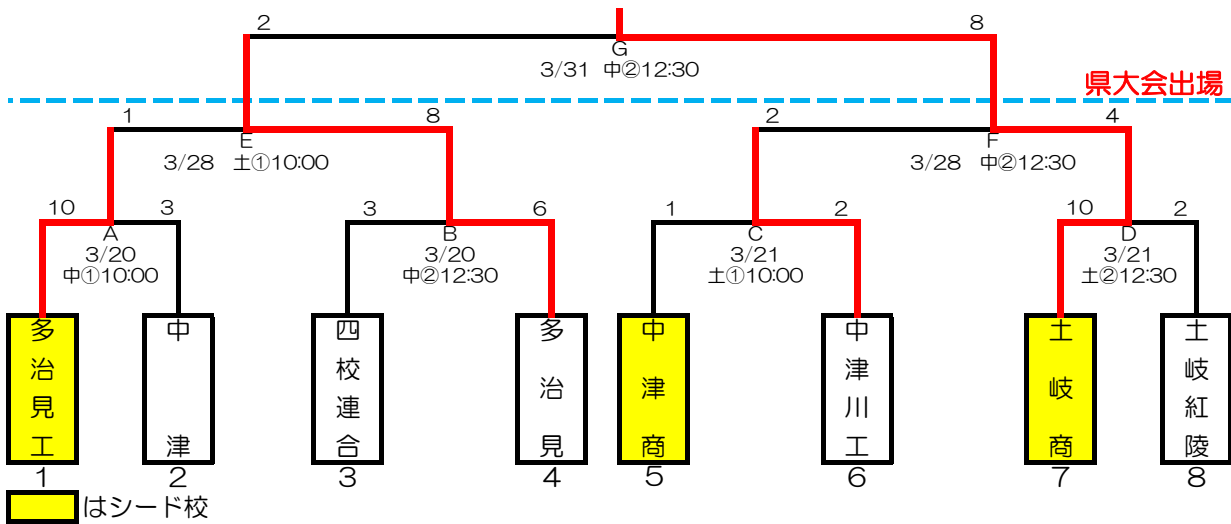 2
8
G
3/31 中②12:30
県大会出場
1
8
2
4
E
F
3/28 土①10:00
3/28 中②12:30
10
3
3
6
1
2
10
2
A
B
C
D
3/20
中①10:00
3/20
中②12:30
3/21
土①10:00
3/21
土②12:30
多治見工
中津
四校連合
多治見
中津商
中津川工
土岐商
土岐紅陵
1
2
3
4
5
6
7
8
はシード校